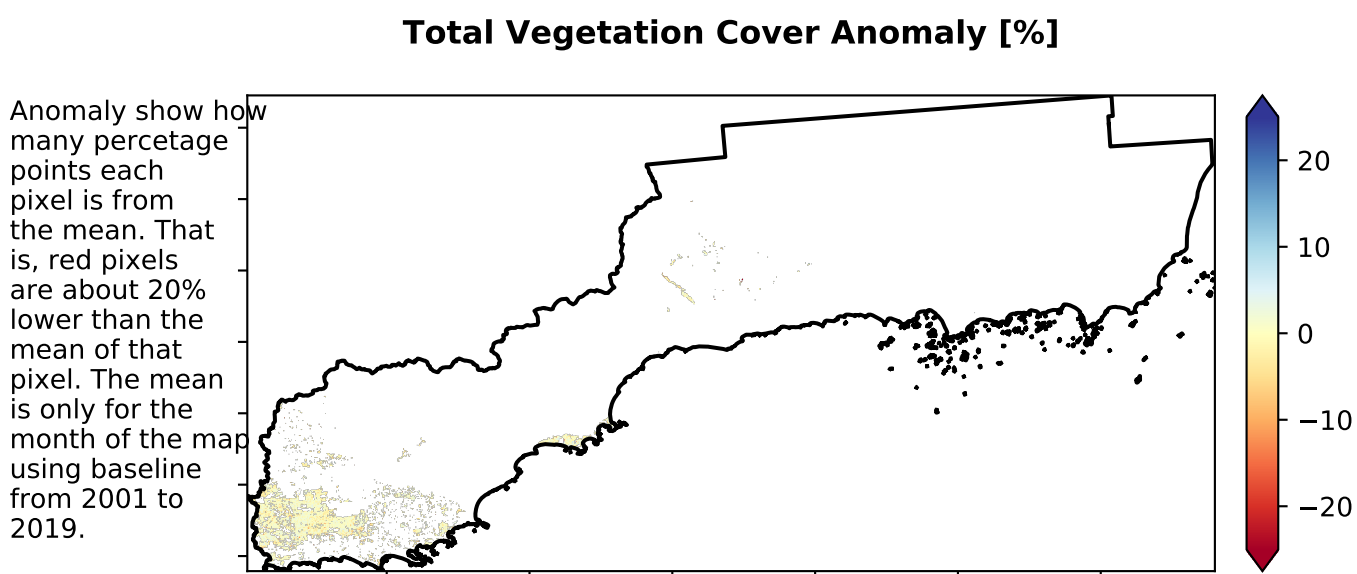 Total Vegetation Cover Anomaly [%]
Anomaly show how
many percetage
points each
pixel is from
the mean. That
is, red pixels
are about 20%
lower than the
mean of that
pixel. The mean
is only for the
month of the map
using baseline
from 2001 to
2019.
20
10
0
−10
−20